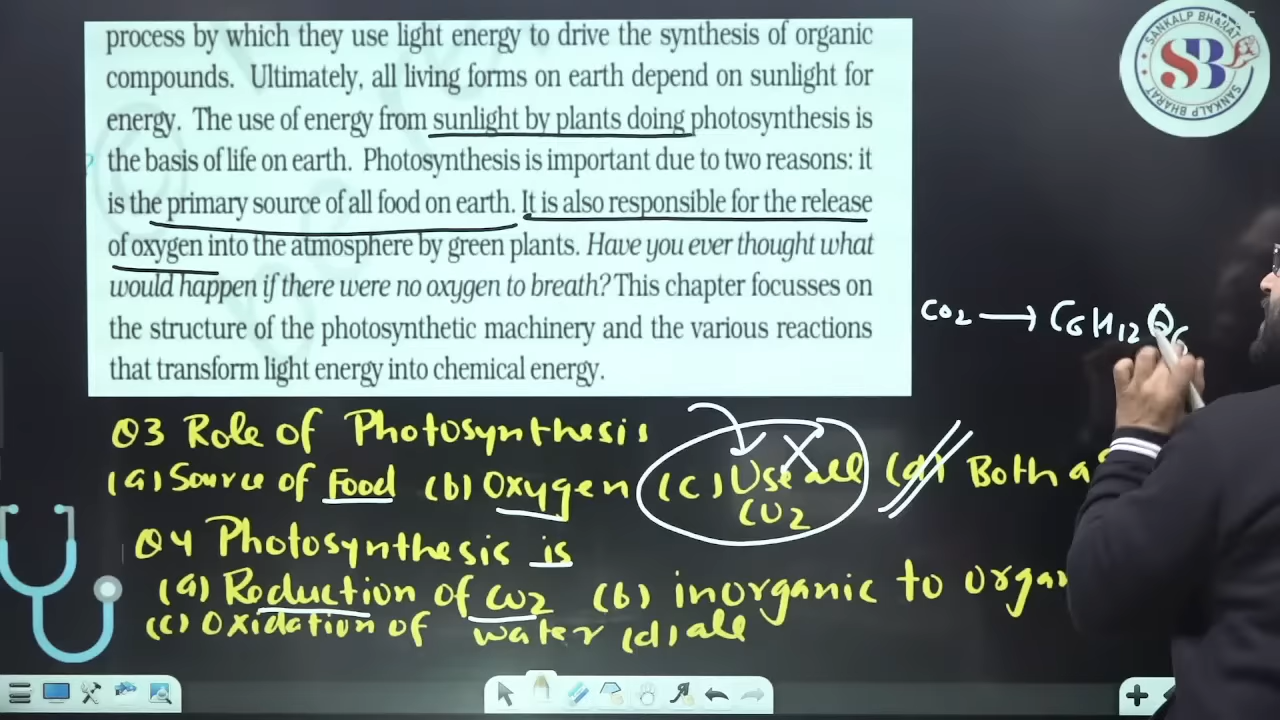 process by which they use light energy to drive the synthesis of organic
compounds. Ultimately, all living forms on earth depend on sunlight for
energy. The use of energy from sunlight by plants doing photosynthesis is
the basis of life on earth. Photosynthesis is important due to two reasons: it
is the primary source of all food on earth. It is also responsible for the release
of oxygen into the atmosphere by green plants. Have you ever thought what
would happen if there were no oxygen to breath? This chapter focusses on
the structure of the photosynthetic machinery and the various reactions
that transform light energy into chemical energy.
SANKALP BHARAT
SB
SANKALP BHARAT
CO2 → C6H12O6
Q3 Role of Photosynthesis
(a) Source of Food (b) Oxygen (c) Use all (d) Both a
CO2
Q4 Photosynthesis is
(a) Reduction of CO2 (b) inorganic to orga
(c) Oxidation of water (d) all